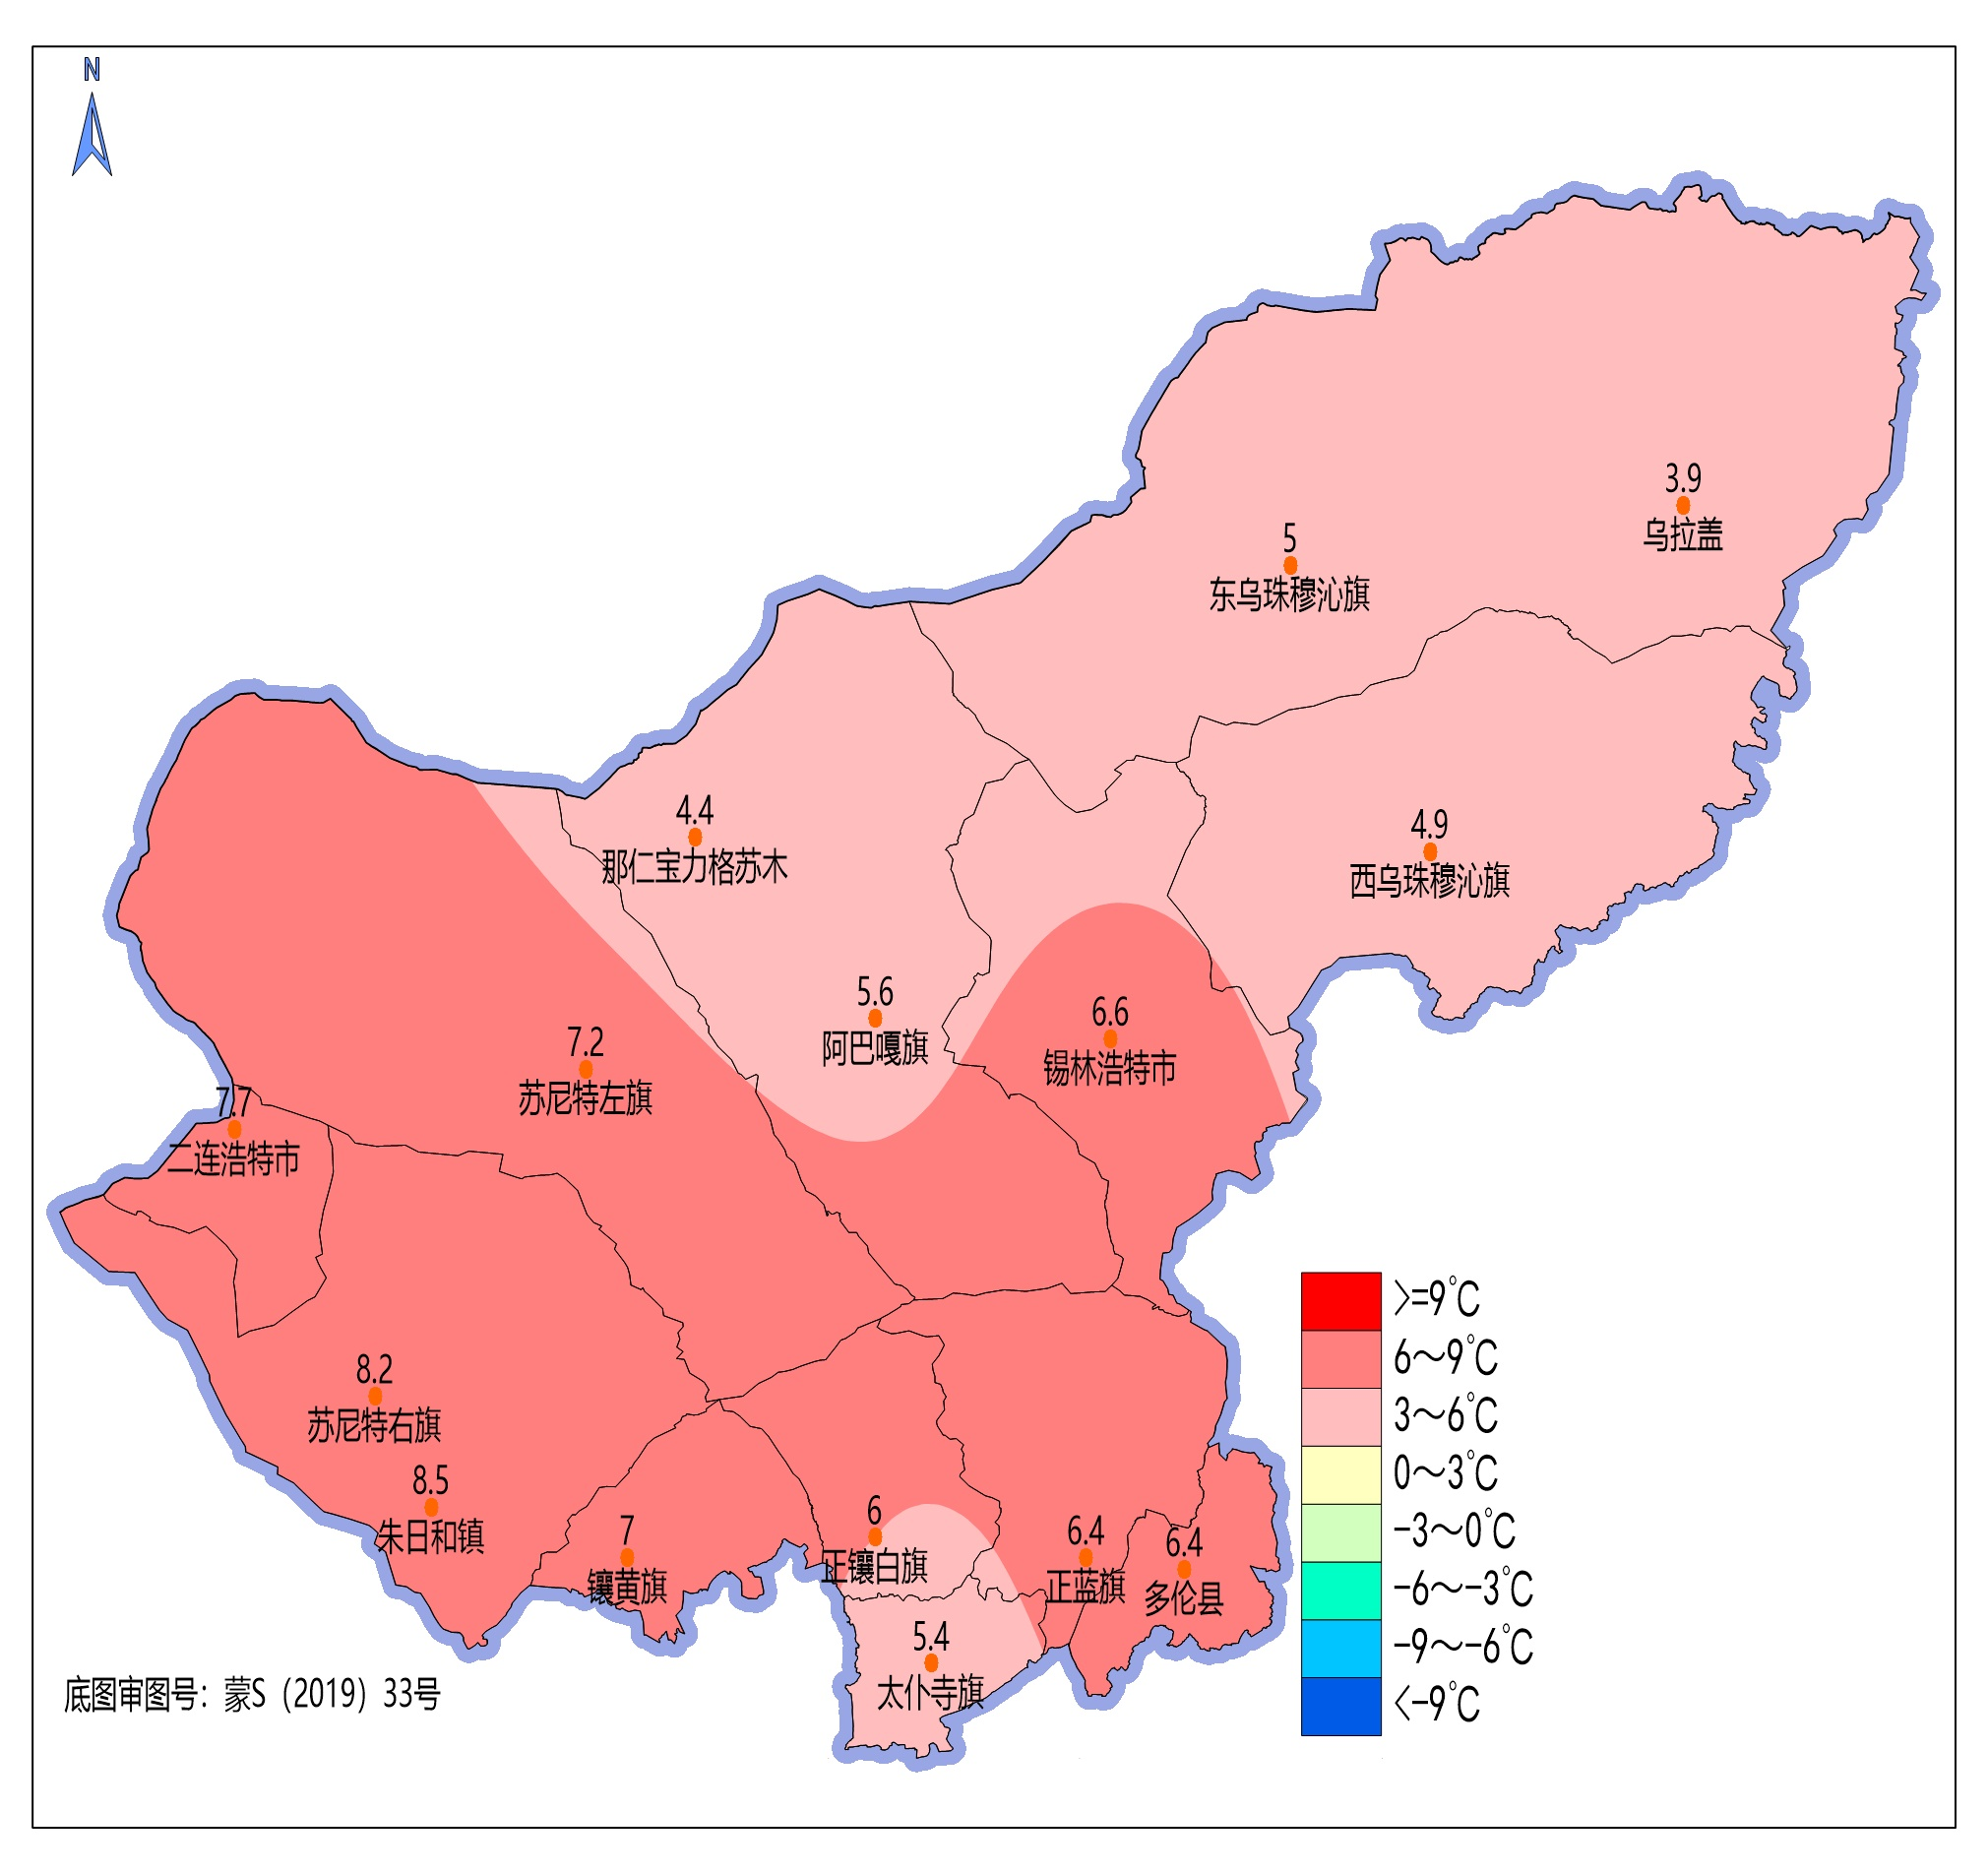 N
3.9
乌拉盖
5
东乌珠穆沁旗
4.4
那仁宝力格苏木
4.9
西乌珠穆沁旗
5.6
阿巴嘎旗
6.6
锡林浩特市
7.2
苏尼特左旗
7.7
二连浩特市
8.2
苏尼特右旗
8.5
朱日和镇
7
镶黄旗
6
正镶白旗
6.4
正蓝旗
6.4
多伦县
5.4
太仆寺旗
>=9℃
6～9℃
3～6℃
0～3℃
-3～0℃
-6～-3℃
-9～-6℃
<-9℃
底图审图号：蒙S（2019）33号